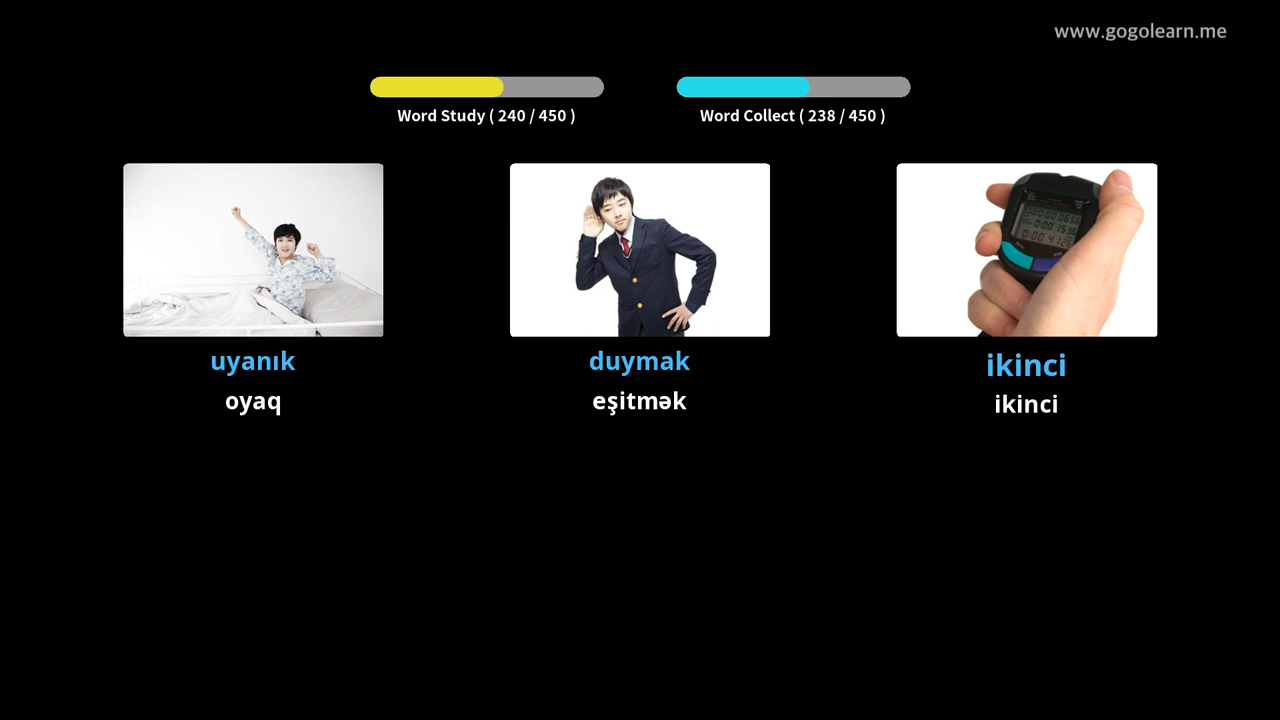 www.gogolearn.me
Word Study ( 240 / 450 )
Word Collect ( 238 / 450 )
uyanık
duymak
ikinci
oyaq
eşitmək
ikinci